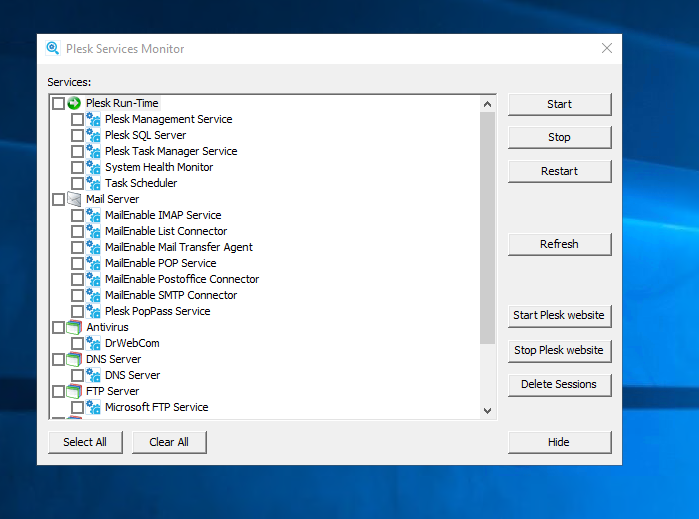 Plesk Services Monitor
Services:
Plesk Run-Time
Plesk Management Service
Plesk SQL Server
Plesk Task Manager Service
System Health Monitor
Task Scheduler
Mail Server
MailEnable IMAP Service
MailEnable List Connector
MailEnable Mail Transfer Agent
MailEnable POP Service
MailEnable Postoffice Connector
MailEnable SMTP Connector
Plesk PopPass Service
Antivirus
DrWebCom
DNS Server
DNS Server
FTP Server
Microsoft FTP Service
Start
Stop
Restart
Refresh
Start Plesk website
Stop Plesk website
Delete Sessions
Select All
Clear All
Hide